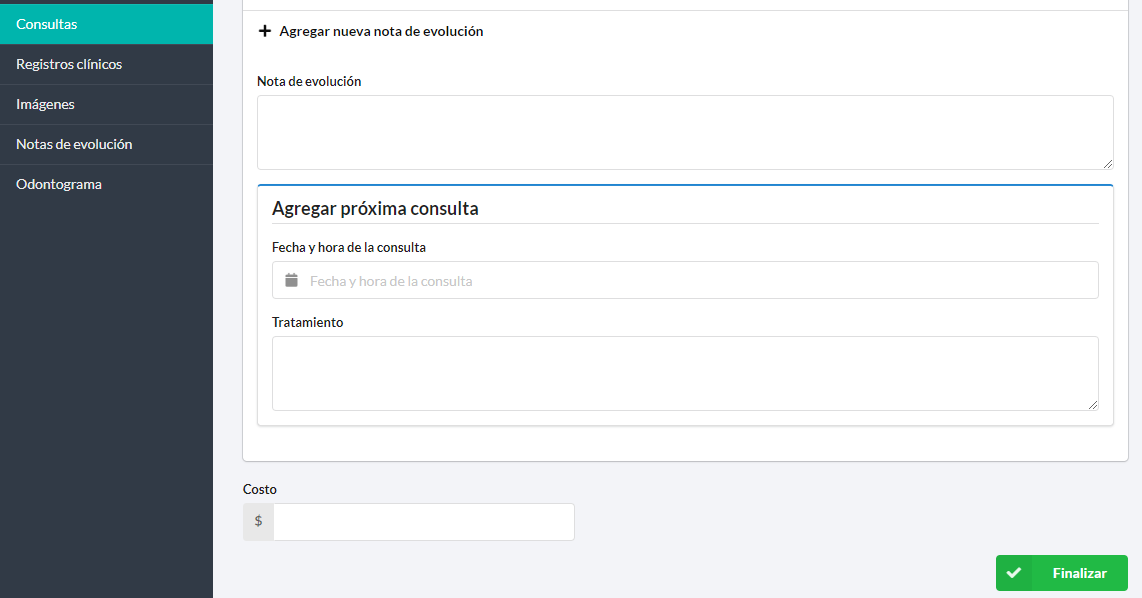 Consultas
Registros clínicos
Imágenes
Notas de evolución
Odontograma
+ Agregar nueva nota de evolución
Nota de evolución
Agregar próxima consulta
Fecha y hora de la consulta
Fecha y hora de la consulta
Tratamiento
Costo
$
Finalizar